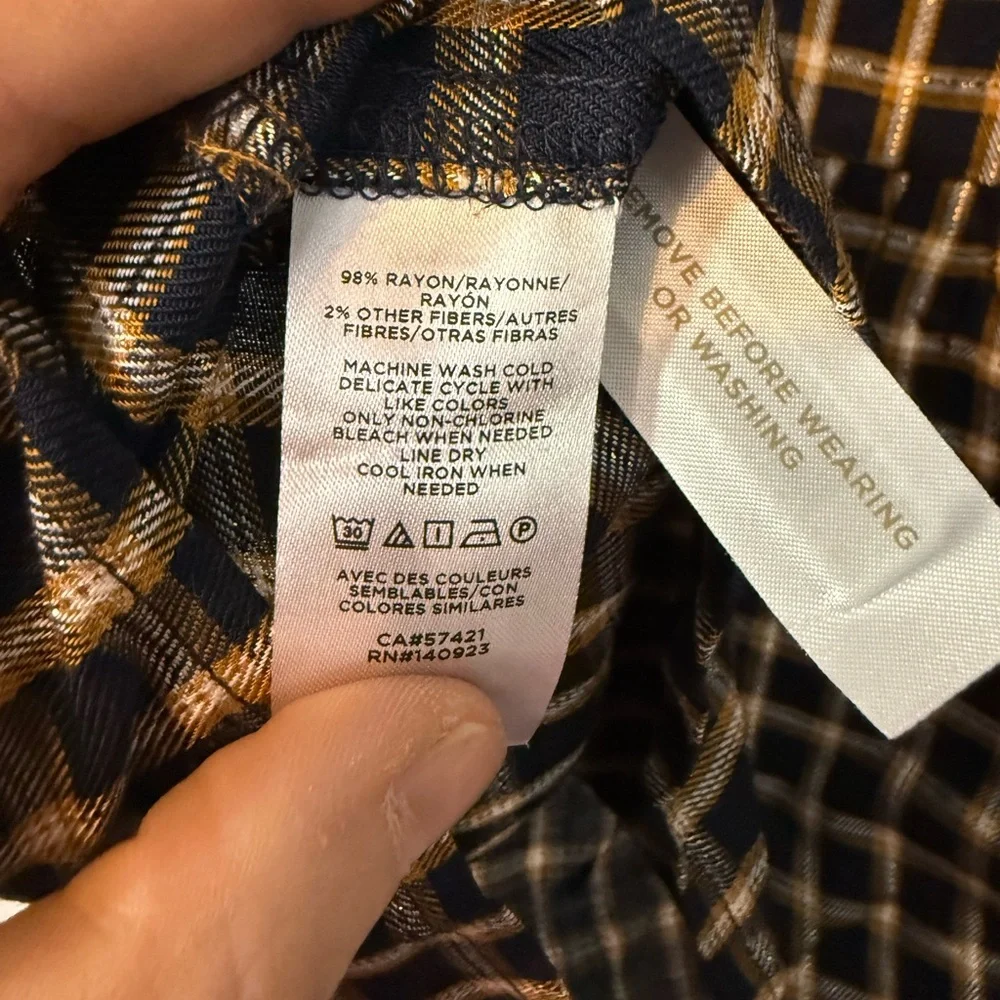 98% RAYON/RAYONNE/
RAYÓN
2% OTHER FIBERS/AUTRES
FIBRES/OTRAS FIBRAS
MACHINE WASH COLD
DELICATE CYCLE WITH
LIKE COLORS
ONLY NON-CHLORINE
BLEACH WHEN NEEDED
LINE DRY
COOL IRON WHEN
NEEDED
30 P
AVEC DES COULEURS
SEMBLABLES/CON
COLORES SIMILARES
CA#57421
RN#140923
EMOVE BEFORE WEARING
OR WASHING